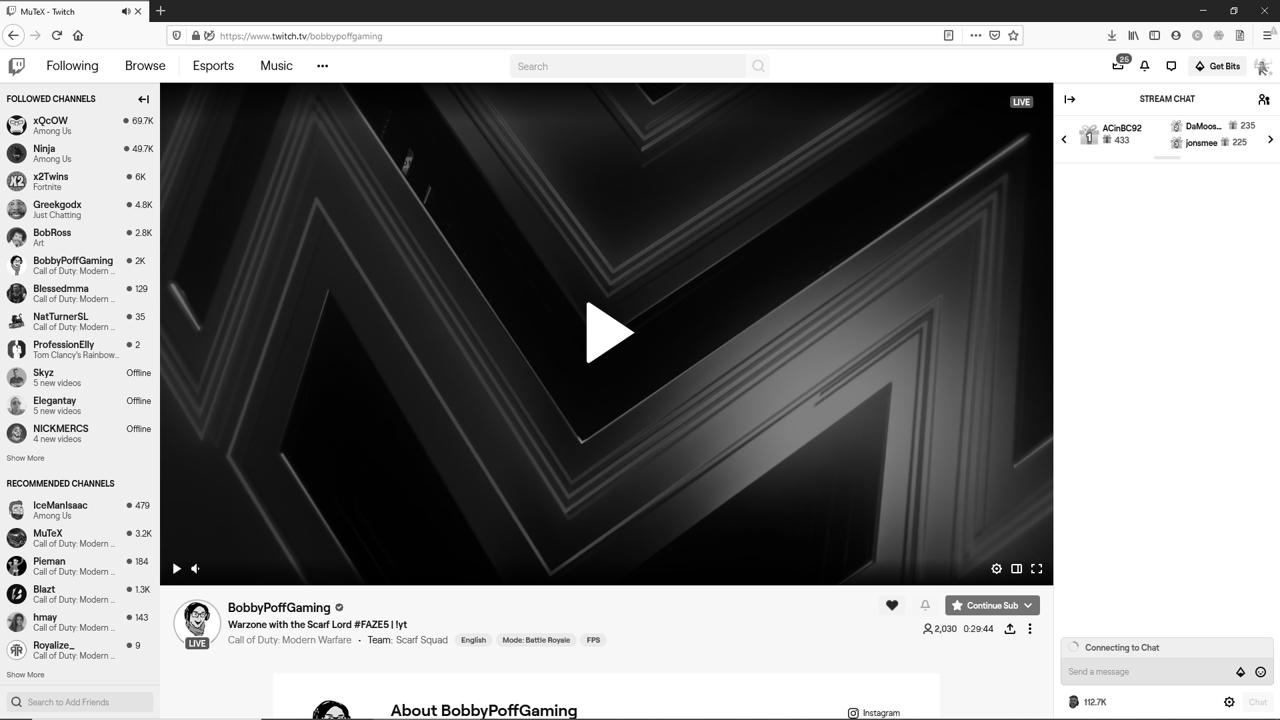 MuTeX - Twitch
https://www.twitch.tv/bobbypoffgaming
Following
Browse
Esports
Music
Search
25
Get Bits
FOLLOWED CHANNELS
xQcOW
69.7K
Among Us
Ninja
49.7K
Among Us
x2Twins
6K
Fortnite
Greekgodx
4.8K
Just Chatting
BobRoss
2.8K
Art
BobbyPoffGaming
2K
Call of Duty: Modern ...
Blessedmma
129
Call of Duty: Modern ...
NatTurnerSL
35
Call of Duty: Modern ...
ProfessionElly
2
Tom Clancy's Rainbow...
Skyz
Offline
5 new videos
Elegantay
Offline
5 new videos
NICKMERCS
Offline
4 new videos
Show More
RECOMMENDED CHANNELS
IceManIsaac
479
Among Us
MuTeX
3.2K
Call of Duty: Modern ...
Pieman
184
Call of Duty: Modern ...
Blazt
1.3K
Call of Duty: Modern ...
hmay
143
Call of Duty: Modern ...
Royalize_
9
Call of Duty: Modern ...
Show More
Search to Add Friends
LIVE
BobbyPoffGaming
Warzone with the Scarf Lord #FAZE5 | !yt
Call of Duty: Modern Warfare • Team: Scarf Squad English Mode: Battle Royale FPS
LIVE
Continue Sub
2,030 0:29:44
About BobbyPoffGaming
Instagram
STREAM CHAT
1
ACinBC92
433
DaMoos... 235
jonsmee 225
Connecting to Chat
Send a message
112.7K
Chat